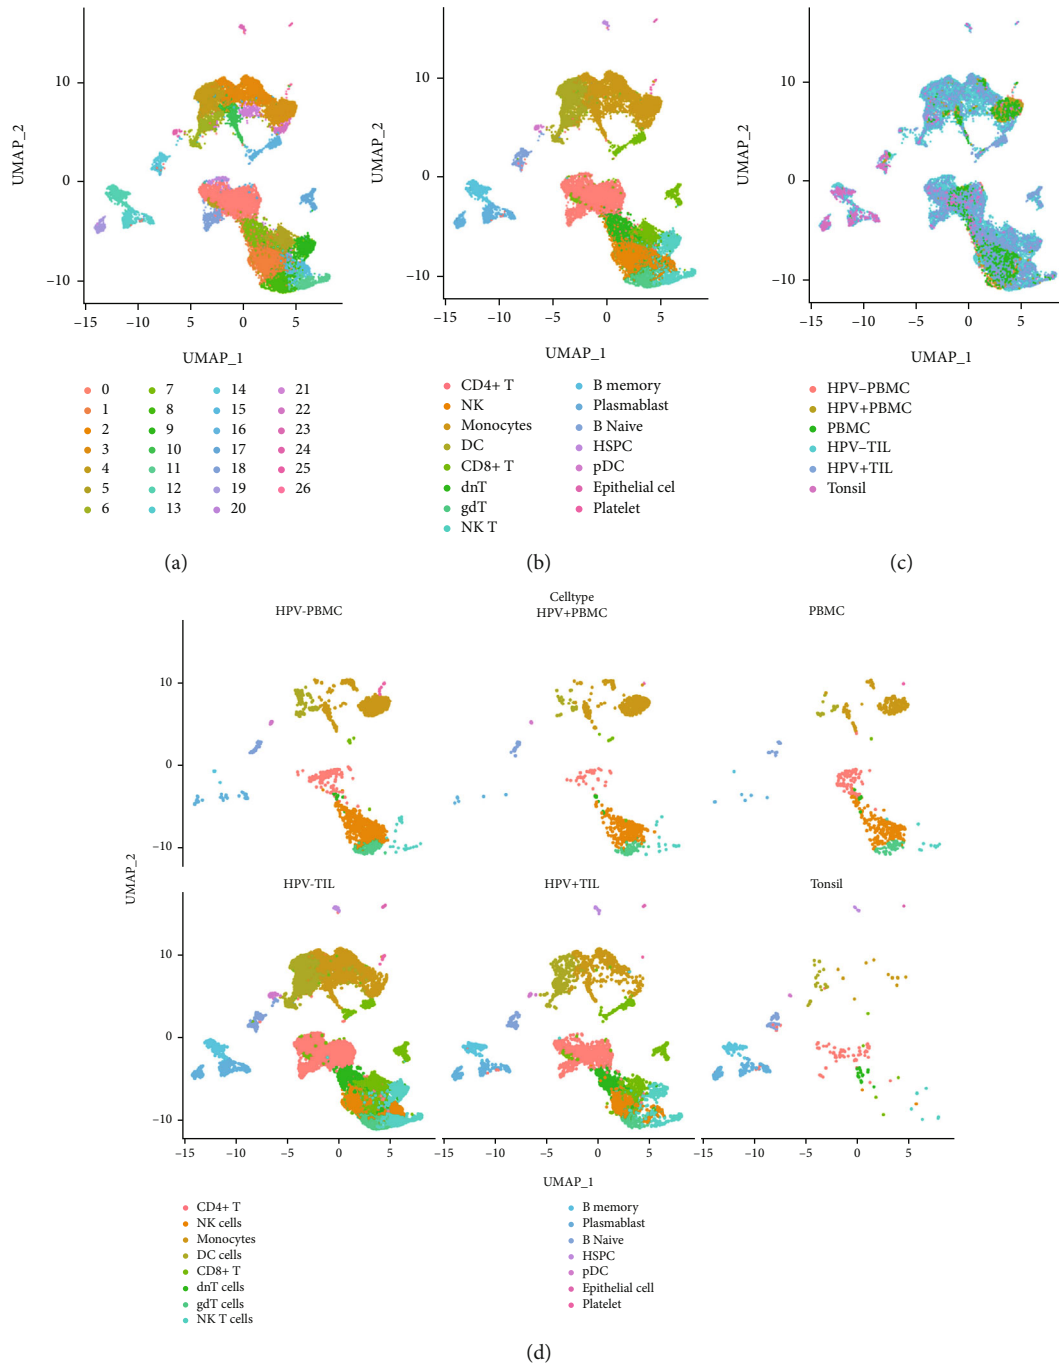 10
0
−10
UMAP_2
−15
−10
−5
0
5
UMAP_1
0
1
2
3
4
5
6
7
8
9
10
11
12
13
14
15
16
17
18
19
20
21
22
23
24
25
26
(a)
10
0
−10
UMAP_2
−15
−10
−5
0
5
UMAP_1
CD4+ T
NK
Monocytes
DC
CD8+ T
dnT
gdT
NK T
B memory
Plasmablast
B Naive
HSPC
pDC
Epithelial cel
Platelet
(b)
10
0
−10
UMAP_2
−15
−10
−5
0
5
UMAP_1
HPV−PBMC
HPV+PBMC
PBMC
HPV−TIL
HPV+TIL
Tonsil
(c)
Celltype
HPV-PBMC
HPV+PBMC
PBMC
10
0
−10
UMAP_2
HPV-TIL
HPV+TIL
Tonsil
10
0
−10
−15
−10
−5
0
5
−15
−10
−5
0
5
−15
−10
−5
0
5
UMAP_1
CD4+ T
NK cells
Monocytes
DC cells
CD8+ T
dnT cells
gdT cells
NK T cells
B memory
Plasmablast
B Naive
HSPC
pDC
Epithelial cell
Platelet
(d)